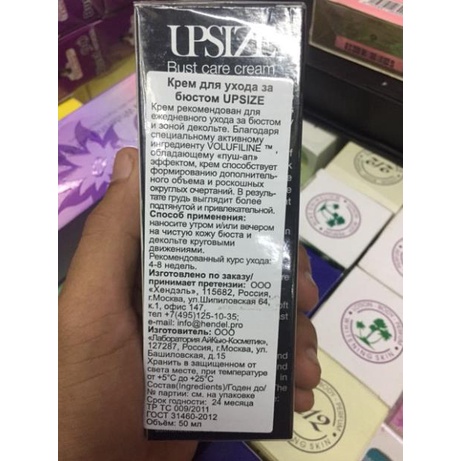 UPSIZE
Bust care cream
Крем для ухода за
бюстом UPSIZE
Крем рекомендован для
ежедневного ухода за бюстом
и зоной декольте. Благодаря
специальному активному
ингредиенту VOLUFILINE ™ ,
обладающему «пуш-ап»
эффектом, крем способствует
формированию дополнитель-
ного объема и роскошных
округлых очертаний. В резуль-
тате грудь выглядит более
подтянутой и привлекательной.
Способ применения:
наносите утром и/или вечером
на чистую кожу бюста и
декольте круговыми
движениями.
Рекомендованный курс ухода:
4-8 недель.
Изготовлено по заказу/
принимает претензии: ООО
«Хендэль», 115682, Россия,
г.Москва, ул.Шипиловская 64,
к.1, офис 147,
тел +7(495)125-10-35;
e-mail: info@hendel.pro
Изготовитель: ООО
«Лаборатория АйКью-Косметик»,
127287, Россия, г.Москва, ул.
Башиловская, д.15
Хранить в защищенном от
света месте, при температуре
от +5°C до +25°C
Состав(Ingredients)/Годен до/
№ партии: см. на упаковке
Срок годности: 24 месяца
ТР ТС 009/2011
ГОСТ 31460-2012
Объём: 50 мл
WHITENING SKIN